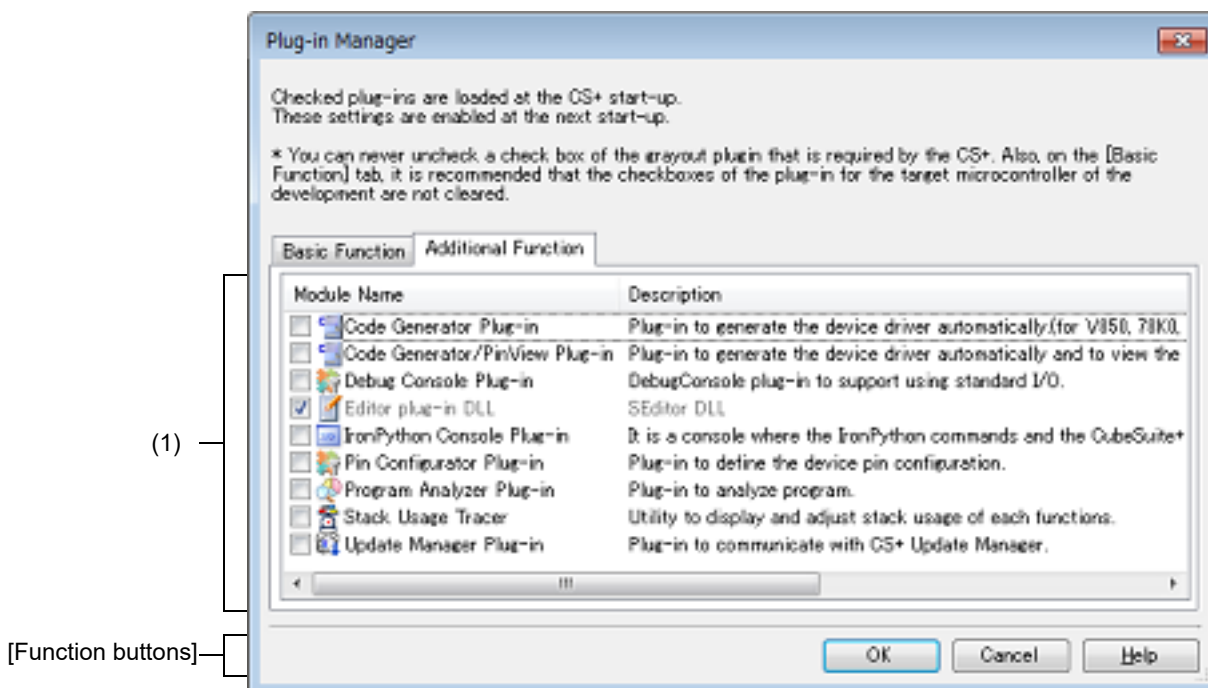 Plug-in Manager
Checked plug-ins are loaded at the CS+ start-up.
These settings are enabled at the next start-up.
* You can never uncheck a check box of the grayout plugin that is required by the CS+. Also, on the [Basic
Function] tab, it is recommended that the checkboxes of the plug-in for the target microcontroller of the
development are not cleared.
Basic Function Additional Function
Module Name Description
Code Generator Plug-in Plug-in to generate the device driver automatically.(for V850, 78K0,
Code Generator/PinView Plug-in Plug-in to generate the device driver automatically and to view the
Debug Console Plug-in DebugConsole plug-in to support using standard I/O.
Editor plug-in DLL SEditor DLL
(1) IronPython Console Plug-in It is a console where the IronPython commands and the CubeSuite+
Pin Configurator Plug-in Plug-in to define the device pin configuration.
Program Analyzer Plug-in Plug-in to analyze program.
Stack Usage Tracer Utility to display and adjust stack usage of each functions.
Update Manager Plug-in Plug-in to communicate with CS+ Update Manager.
[Function buttons] OK Cancel Help